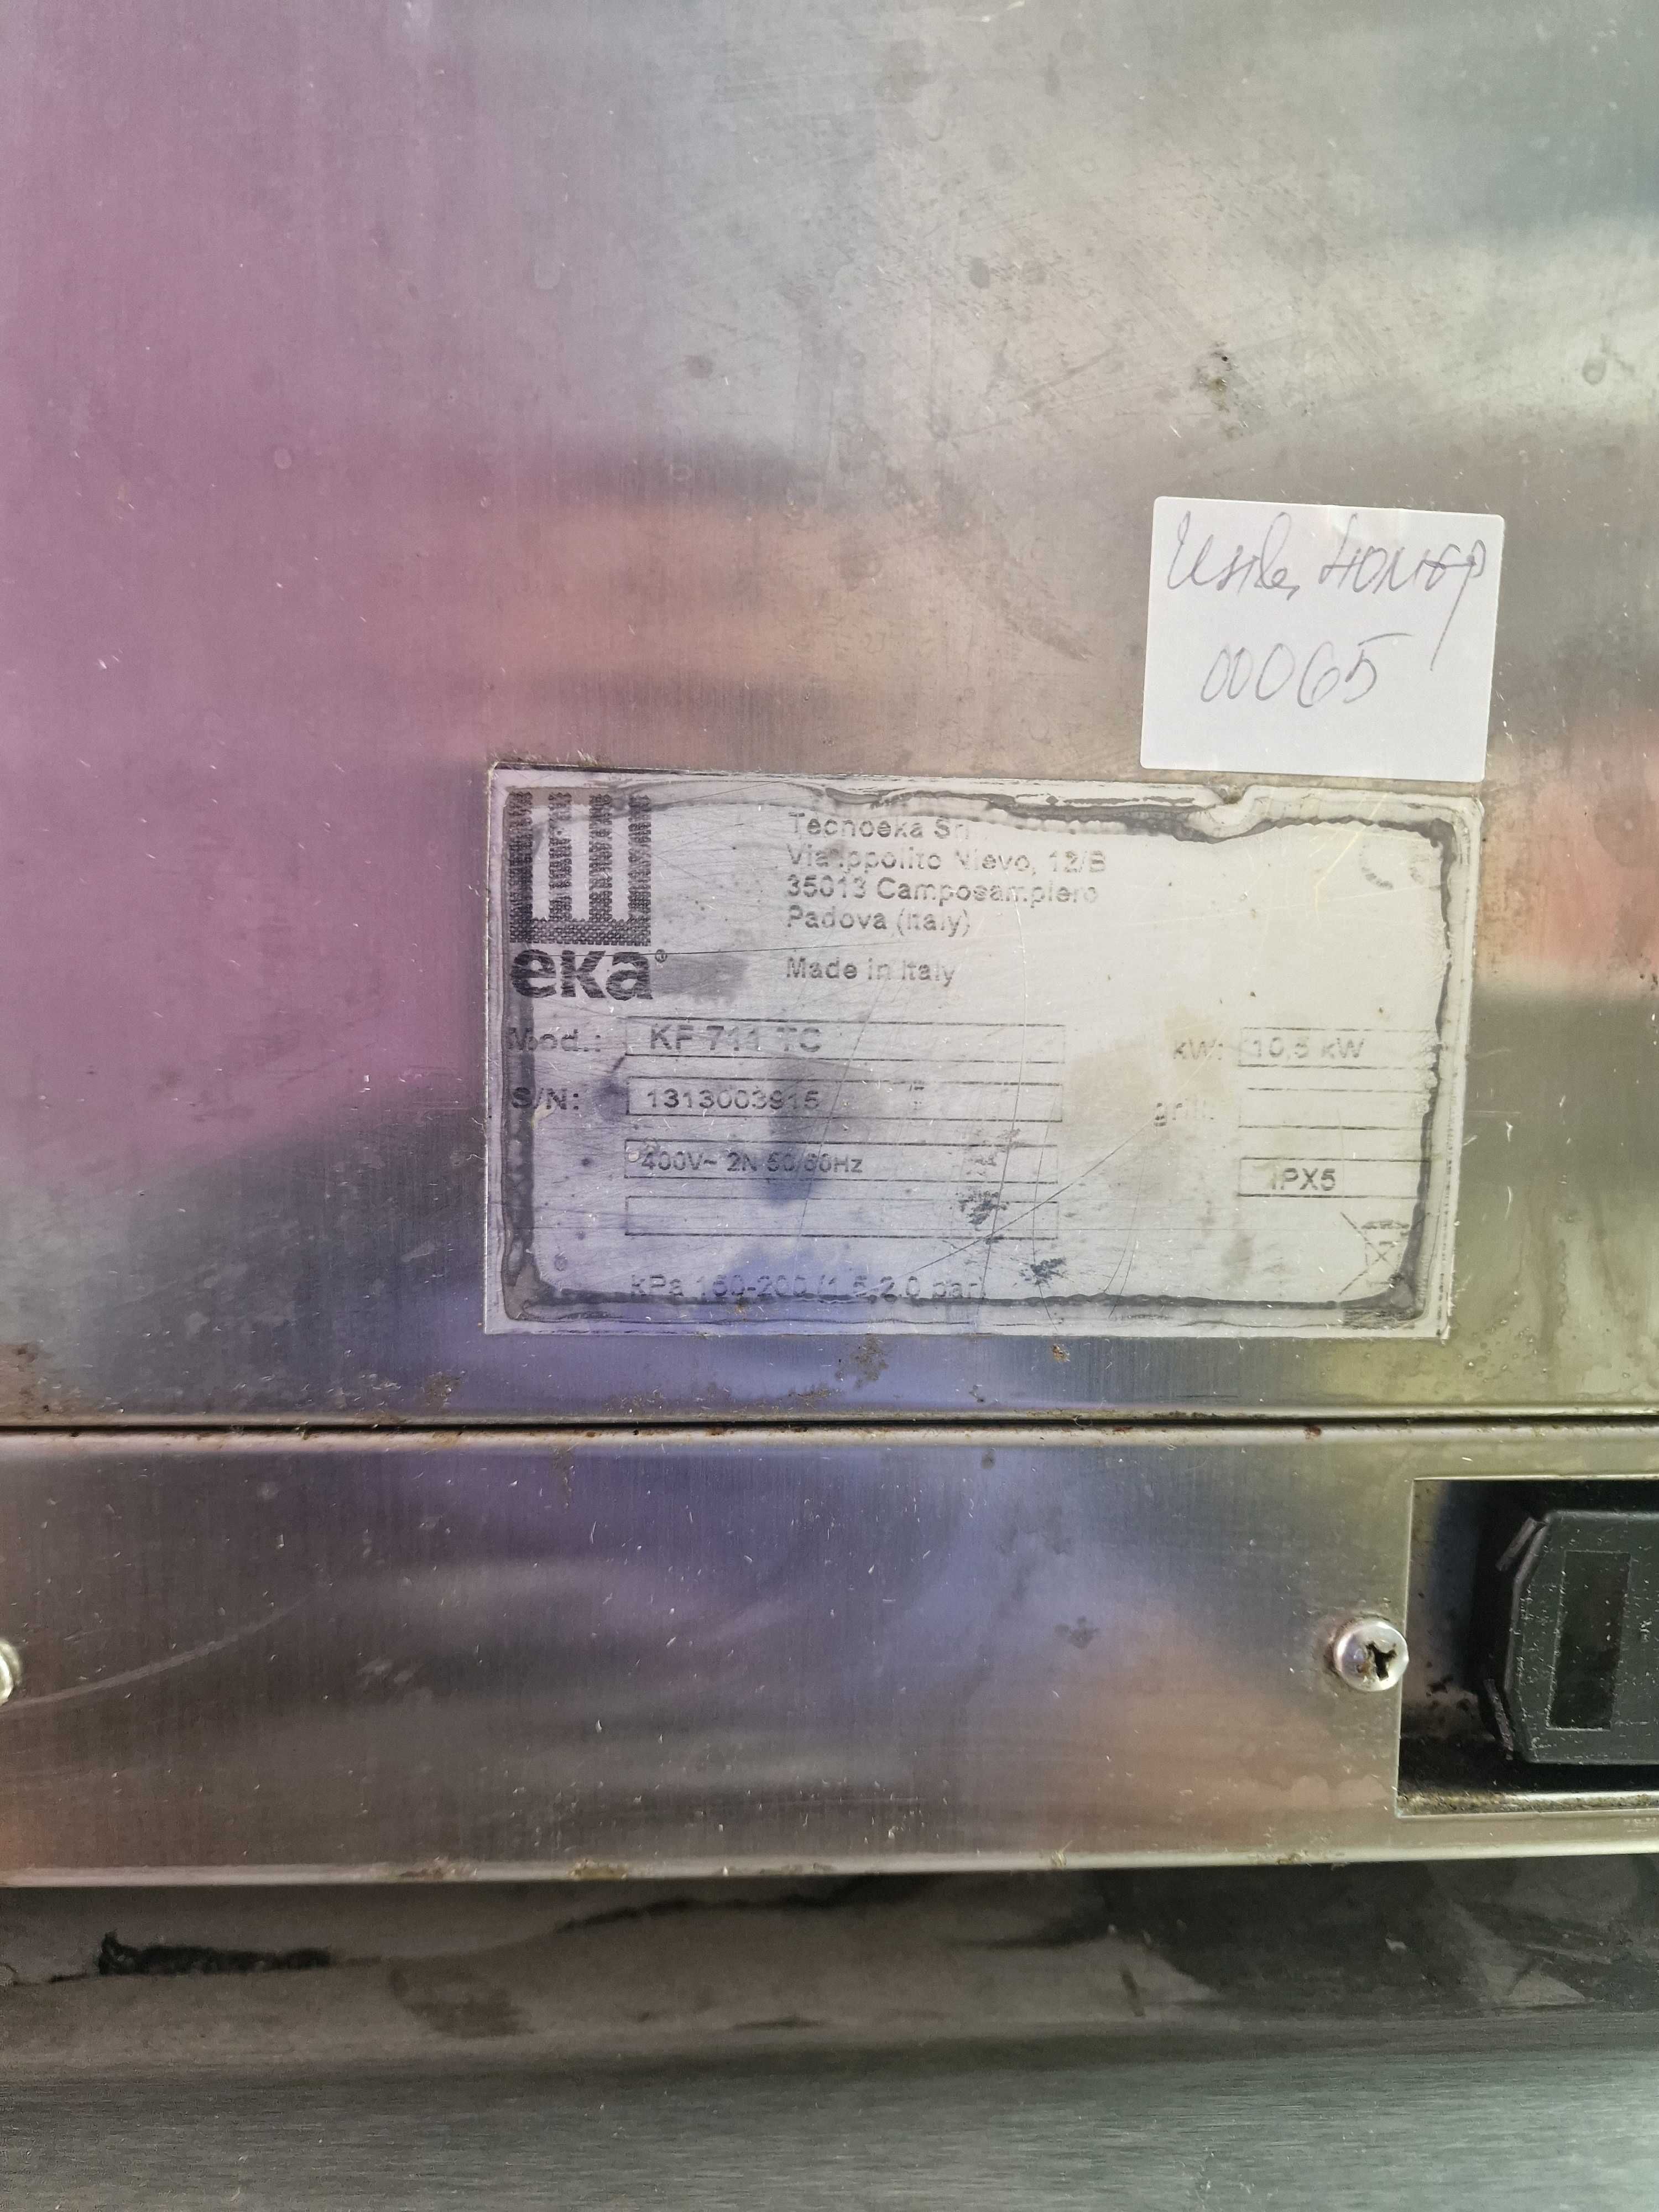 Инв. номер
00065
eka®
Tecnoeka Srl
Via Ippolito Nievo, 12/B
35013 Camposampiero
Padova (Italy)
Made in Italy
Mod.: KF 711 TC kW: 10,5 kW
S/N: 1313003915
grill:
400V~ 2N 50/60Hz IPX5
kPa 150-200 (1,5-2,0 bar)